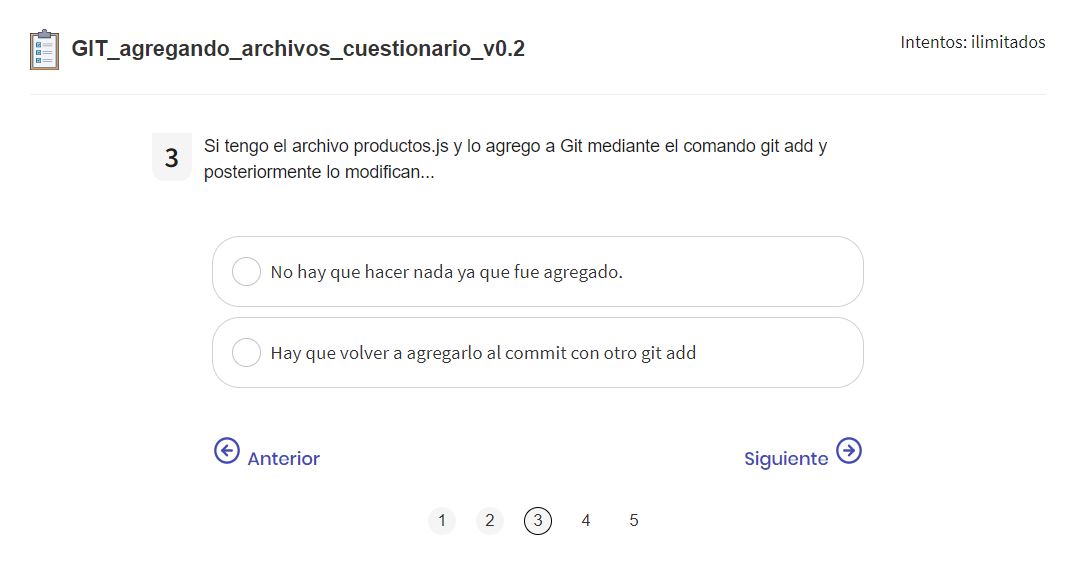 GIT_agregando_archivos_cuestionario_v0.2
Intentos: ilimitados
3
Si tengo el archivo productos.js y lo agrego a Git mediante el comando git add y
posteriormente lo modifican...
No hay que hacer nada ya que fue agregado.
Hay que volver a agregarlo al commit con otro git add
Anterior
Siguiente
1 2 3 4 5